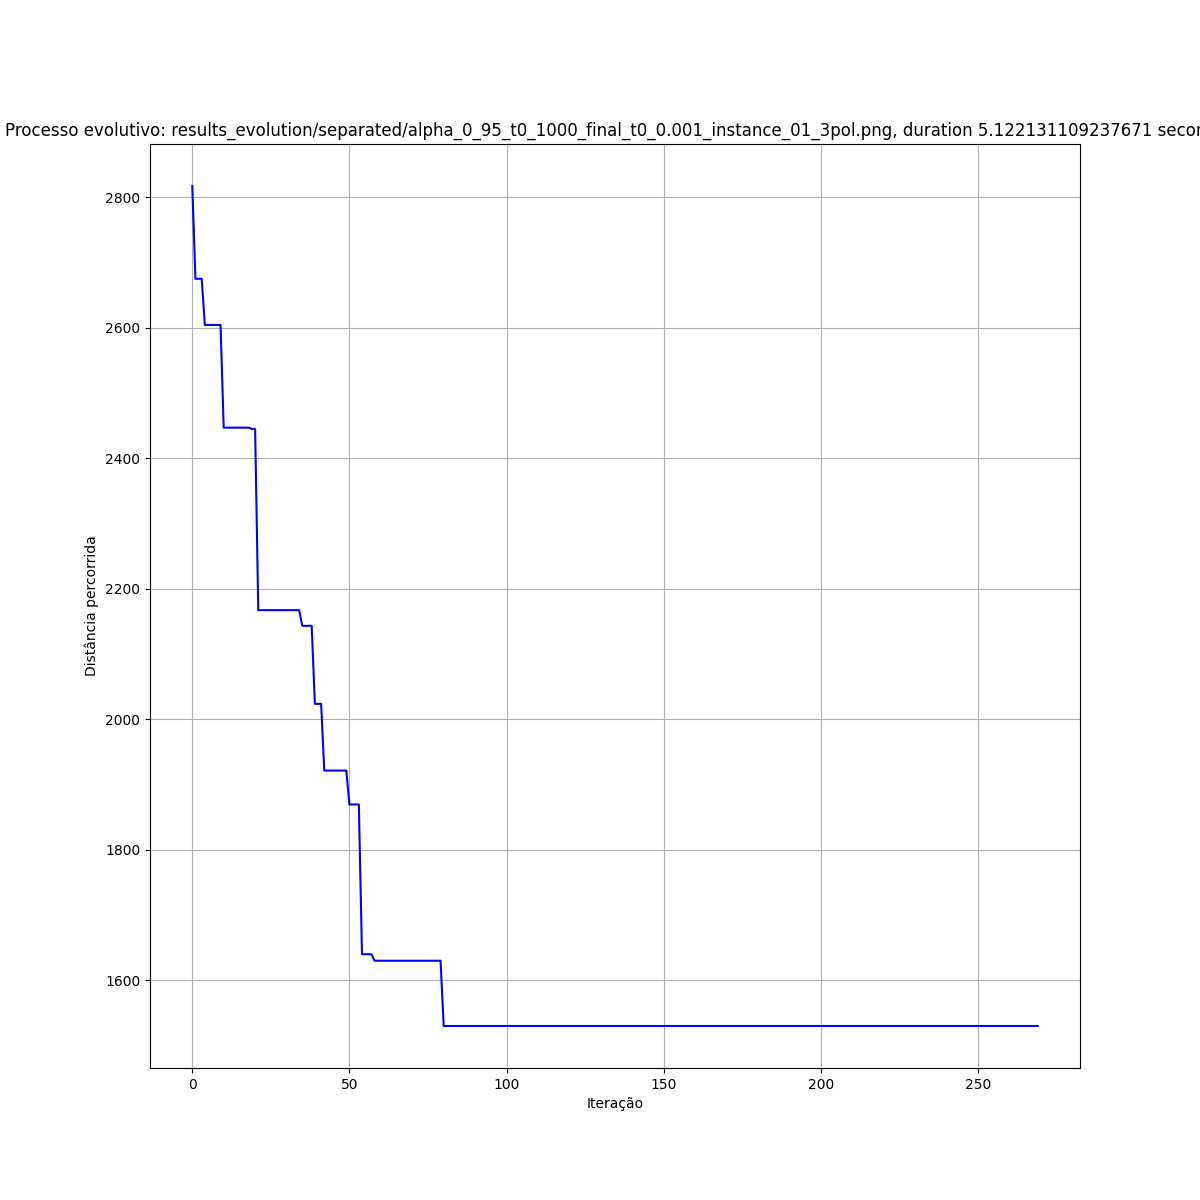 Processo evolutivo: results_evolution/separated/alpha_0_95_t0_1000_final_t0_0.001_instance_01_3pol.png, duration 5.122131109237671
2800
2600
2400
2200
2000
1800
1600
Distância percorrida
0 50 100 150 200 250
Iteração